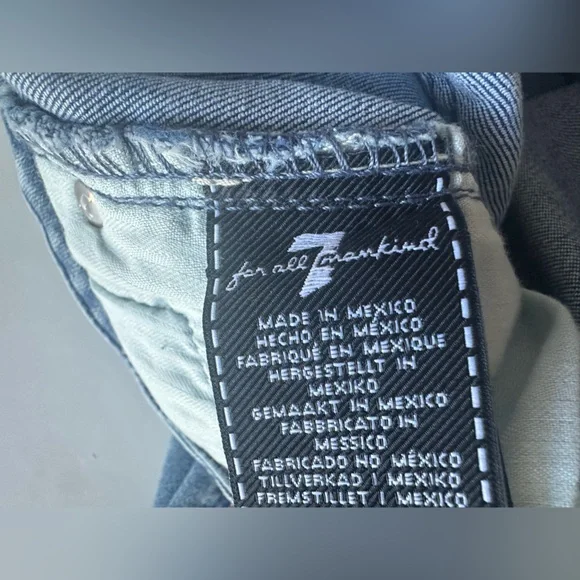 for all 7 mankind
MADE IN MEXICO
HECHO EN MÉXICO
FABRIQUÉ EN MEXIQUE
HERGESTELLT IN
MEXIKO
GEMAAKT IN MEXICO
FABBRICATO IN
MESSICO
FABRICADO NO MÉXICO
TILLVERKAD I MEXIKO
FREMSTILLET I MEXICO